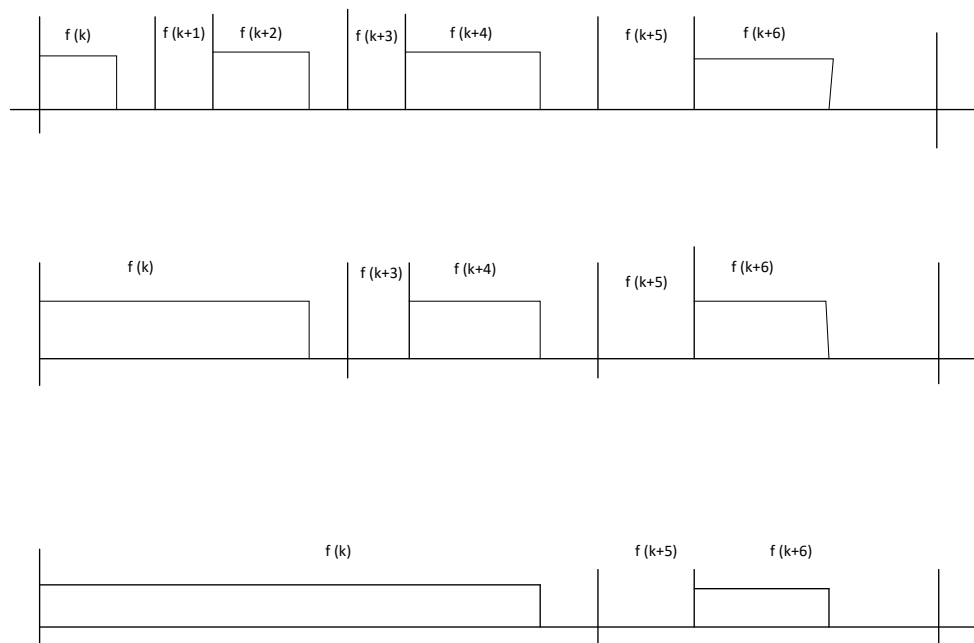 f (k)
f (k+1)
f (k+2)
f (k+3)
f (k+4)
f (k+5)
f (k+6)
f (k)
f (k+3)
f (k+4)
f (k+5)
f (k+6)
f (k)
f (k+5)
f (k+6)